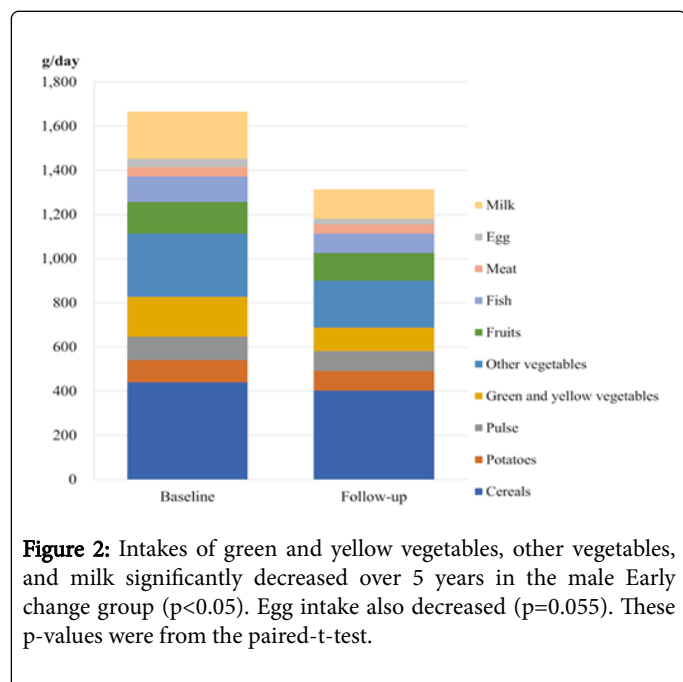 g/day
1,800
1,600
1,400
1,200
1,000
800
600
400
200
0
Baseline
Follow-up
Milk
Egg
Meat
Fish
Fruits
Other vegetables
Green and yellow vegetables
Pulse
Potatoes
Cereals
Figure 2: Intakes of green and yellow vegetables, other vegetables,
and milk significantly decreased over 5 years in the male Early
change group (p<0.05). Egg intake also decreased (p=0.055). These
p-values were from the paired-t-test.